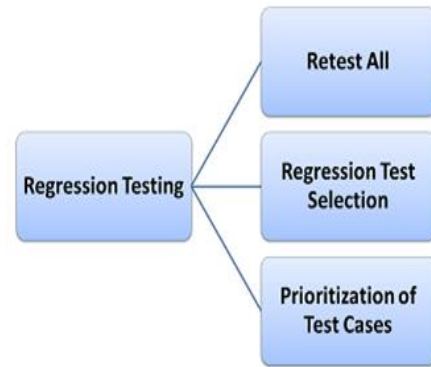 Retest All
Regression Testing
Regression Test
Selection
Prioritization of
Test Cases